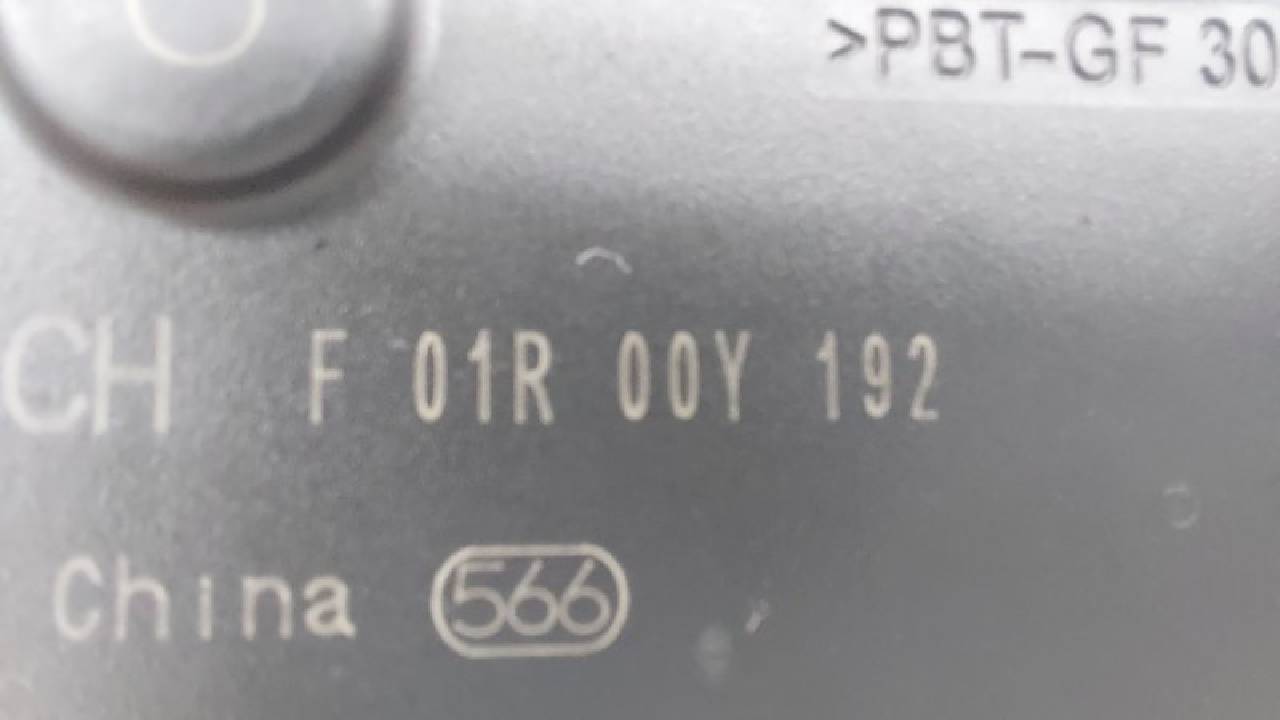 >PBT-GF 30
CH F 01R 00Y 192
China 566